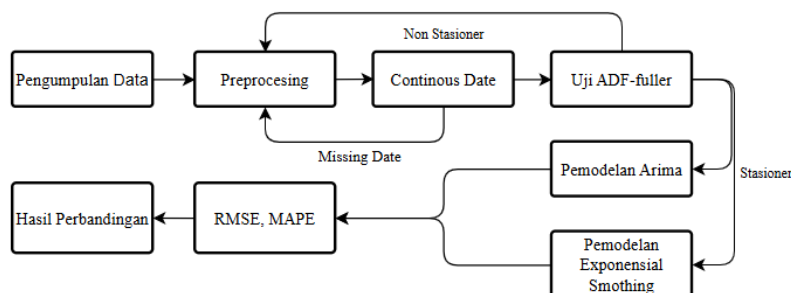 Non Stasioner
Pengumpulan Data
Preprocesing
Continous Date
Uji ADF-fuller
Missing Date
Pemodelan Arima
Stasioner
Hasil Perbandingan
RMSE, MAPE
Pemodelan
Exponensial
Smothing